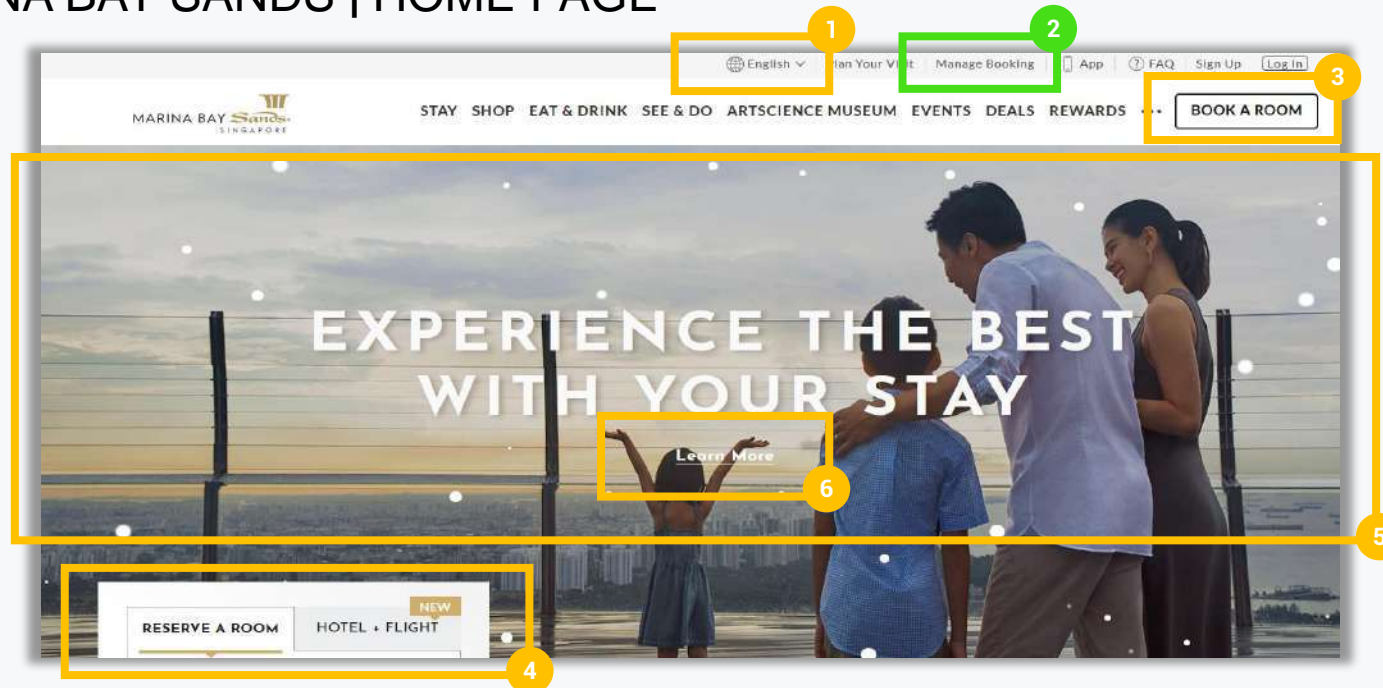 NA BAY SANDS | HOME PAGE
1
2
English
Plan Your Visit
Manage Booking
App
? FAQ
Sign Up
Log In
3
MARINA BAY Sands.
SINGAPORE
STAY SHOP EAT & DRINK SEE & DO ARTSCIENCE MUSEUM EVENTS DEALS REWARDS ••• BOOK A ROOM
EXPERIENCE THE BEST
WITH YOUR STAY
Learn More
6
5
NEW
RESERVE A ROOM
HOTEL + FLIGHT
4